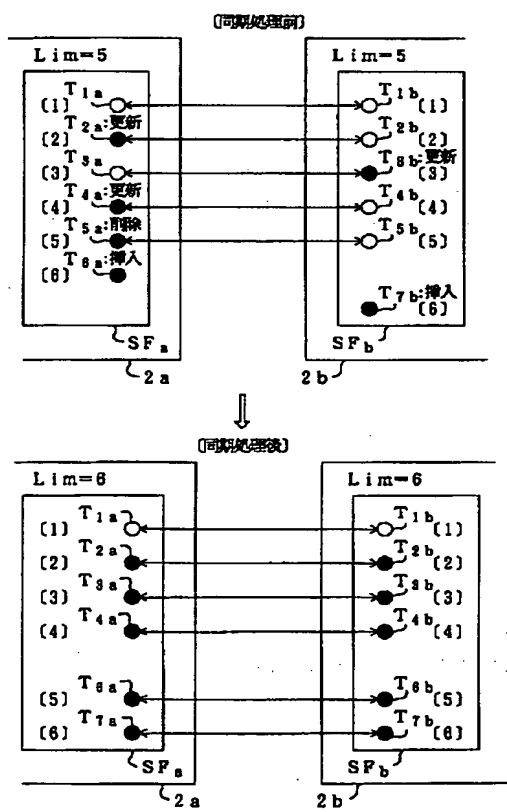 〔同期処理前〕
Lim=5 Lim=5
T1a T1b
[1] [1]
T2a:更新 T2b
[2] [2]
T3a T8b:更新
[3] [3]
T4a:更新 T4b
[4] [4]
T5a:削除 T5b
[5] [5]
T6a:挿入
[6]
T7b:挿入
[6]
SFa SFb
2a 2b
〔同期処理後〕
Lim=6 Lim=6
T1a T1b
[1] [1]
T2a T2b
[2] [2]
T3a T3b
[3] [3]
T4a T4b
[4] [4]
T6a T6b
[5] [5]
T7a T7b
[6] [6]
SFa SFb
2a 2b